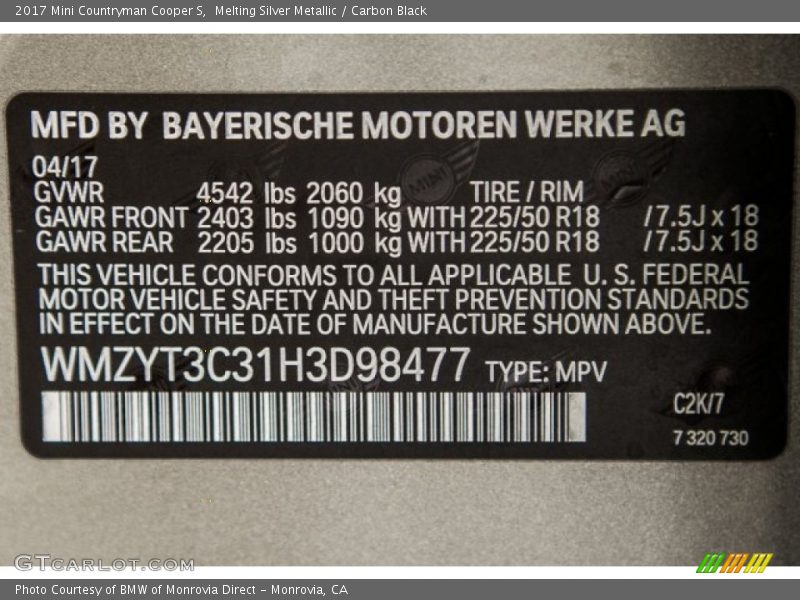 2017 Mini Countryman Cooper S,  Melting Silver Metallic / Carbon Black
MFD BY BAYERISCHE MOTOREN WERKE AG
04/17
GVWR 4542 lbs 2060 kg TIRE / RIM
GAWR FRONT 2403 lbs 1090 kg WITH 225/50 R18 /7.5J x 18
GAWR REAR 2205 lbs 1000 kg WITH 225/50 R18 /7.5J x 18
THIS VEHICLE CONFORMS TO ALL APPLICABLE U. S. FEDERAL
MOTOR VEHICLE SAFETY AND THEFT PREVENTION STANDARDS
IN EFFECT ON THE DATE OF MANUFACTURE SHOWN ABOVE.
WMZYT3C31H3D98477 TYPE: MPV
C2K/7
7 320 730
GTCARLOT.COM
Photo Courtesy of BMW of Monrovia Direct - Monrovia, CA